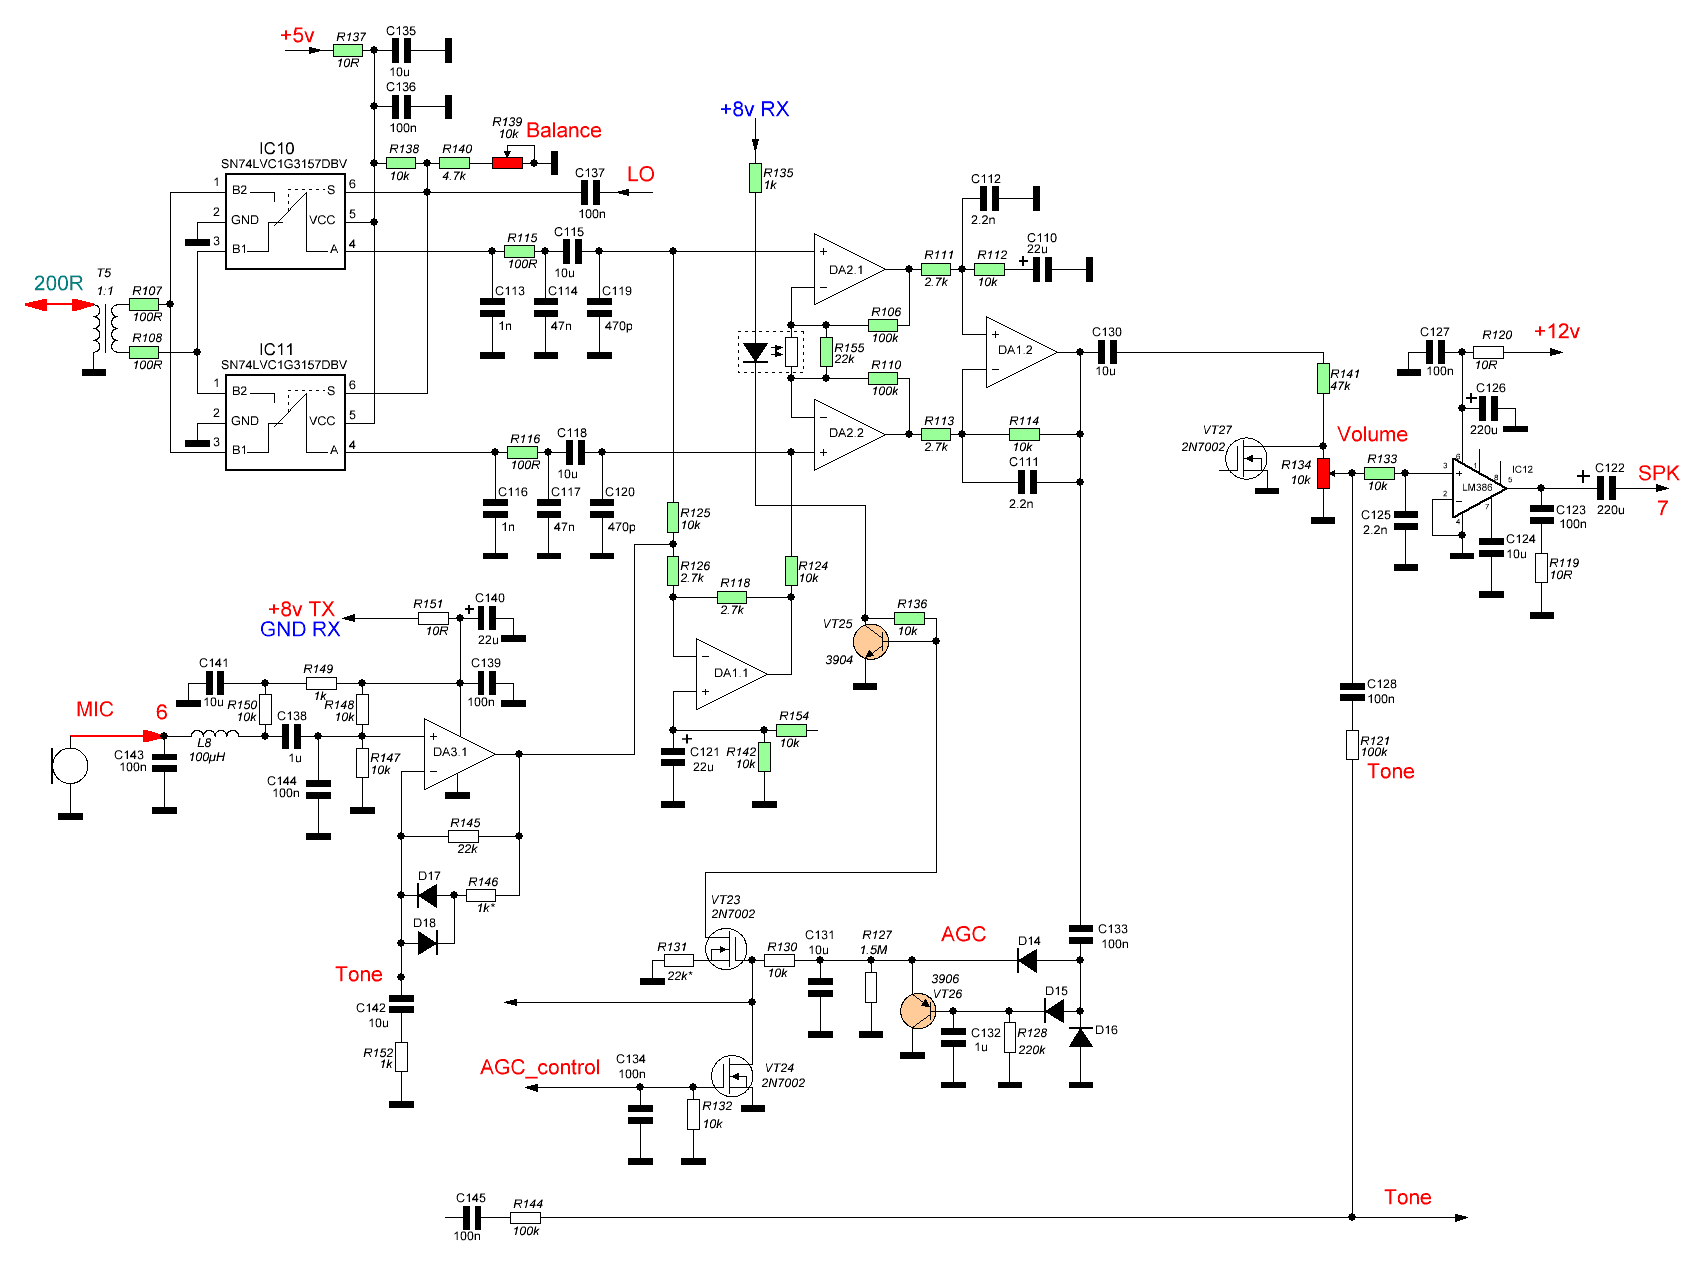 +5v
R137
10R
C135
10u
C136
100n
R139
10k
Balance
IC10
SN74LVC1G3157DBV
R138
10k
R140
4.7k
C137
100n
LO
1
B2
S
6
2
GND
VCC
5
3
B1
A
4
+8v RX
R135
1k
C112
2.2n
C110
22u
+
R115
100R
C115
10u
C113
1n
C114
47n
C119
470p
200R
T5
1:1
R107
100R
R108
100R
+
DA2.1
−
R111
2.7k
R112
10k
R106
100k
R155
22k
R110
100k
+
DA1.2
−
C130
10u
IC11
SN74LVC1G3157DBV
1
B2
S
6
2
GND
VCC
5
3
B1
A
4
−
DA2.2
+
R113
2.7k
R114
10k
C111
2.2n
R116
100R
C118
10u
C116
1n
C117
47n
C120
470p
R141
47k
VT27
2N7002
Volume
R134
10k
R133
10k
C125
2.2n
C127
100n
R120
10R
+12v
+
C126
220u
IC12
LM386
3
+
2
−
6
1
8
5
7
4
C124
10u
+
C122
220u
SPK
7
C123
100n
R119
10R
R125
10k
R126
2.7k
R118
2.7k
R124
10k
−
DA1.1
+
R154
10k
+
C121
22u
R142
10k
VT25
3904
R136
10k
+8v TX
GND RX
R151
10R
+
C140
22u
C139
100n
C141
10u
R149
1k
R150
10k
R148
10k
MIC
6
C143
100n
L8
100µH
C138
1u
C144
100n
R147
10k
+
DA3.1
−
R145
22k
D17
R146
1k*
D18
Tone
C142
10u
R152
1k
VT23
2N7002
R131
22k*
R130
10k
C131
10u
R127
1.5M
AGC
D14
C133
100n
3906
VT26
D15
D16
C132
1u
R128
220k
AGC_control
C134
100n
VT24
2N7002
R132
10k
C128
100n
R121
100k
Tone
C145
100n
R144
100k
Tone